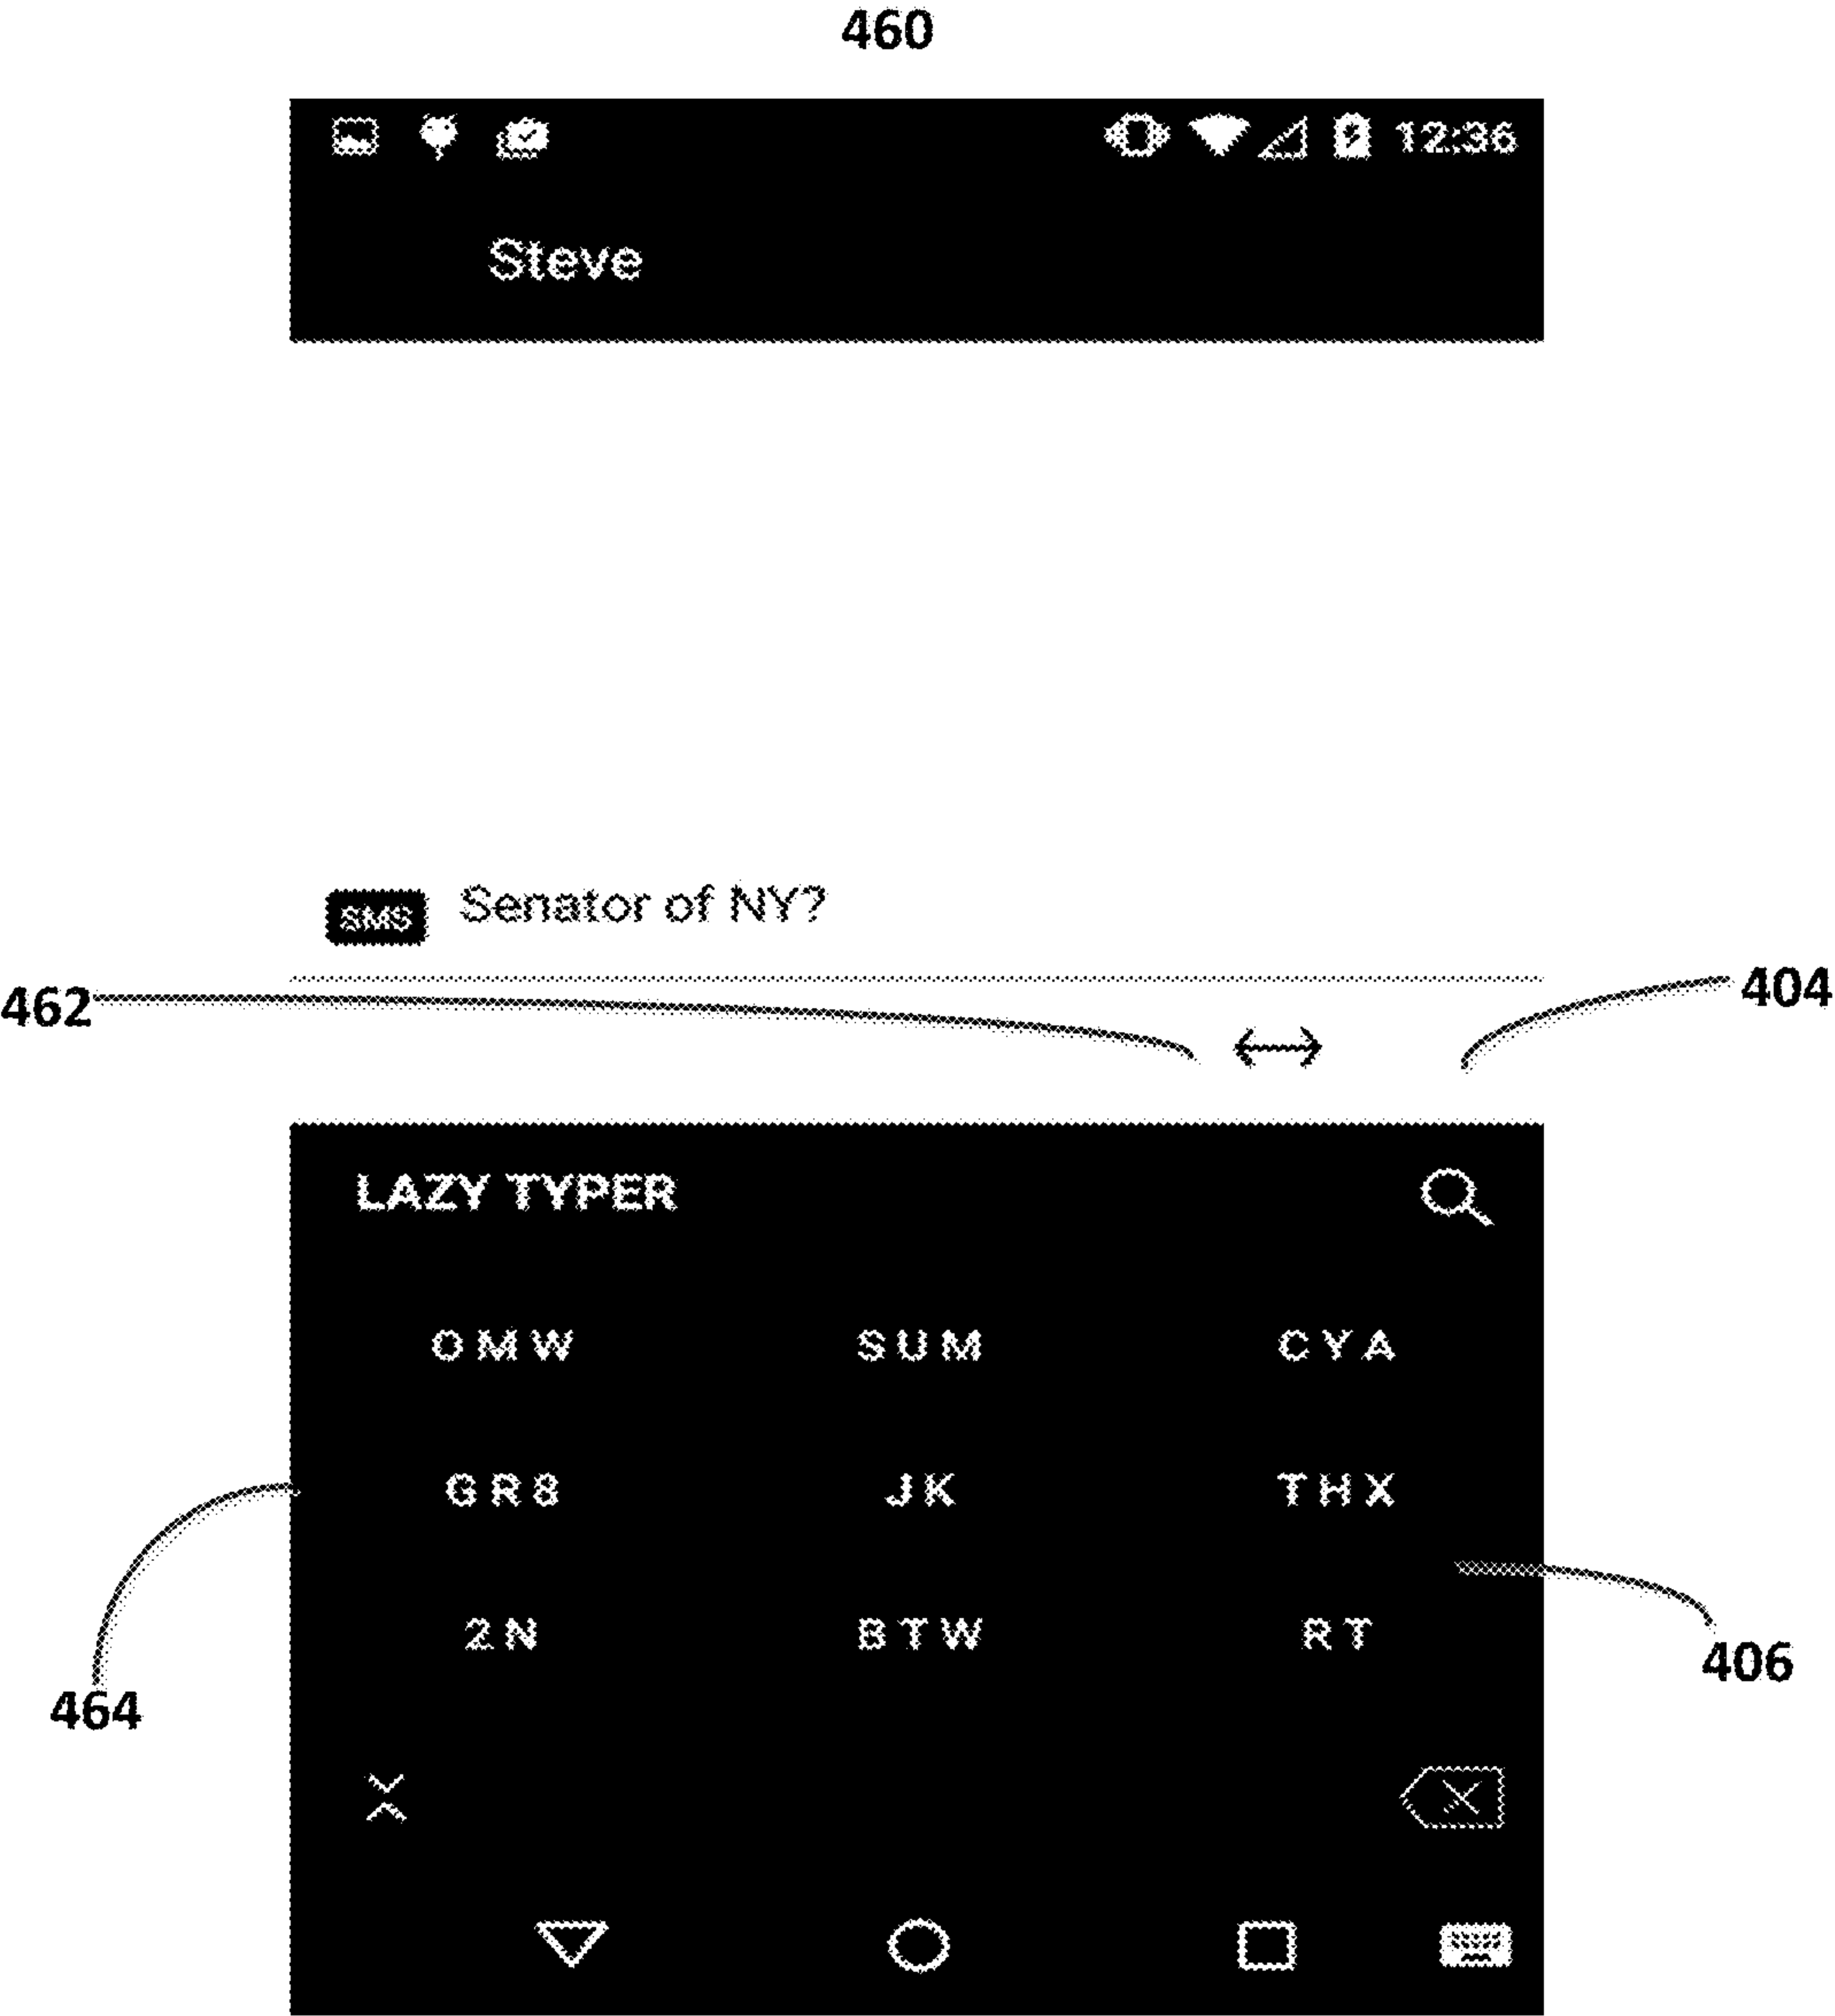 460
12:36
Steve
SMS Senator of NY?
462
404
LAZY TYPER
OMW SUM CYA
GR8 JK THX
2N BTW RT
406
464